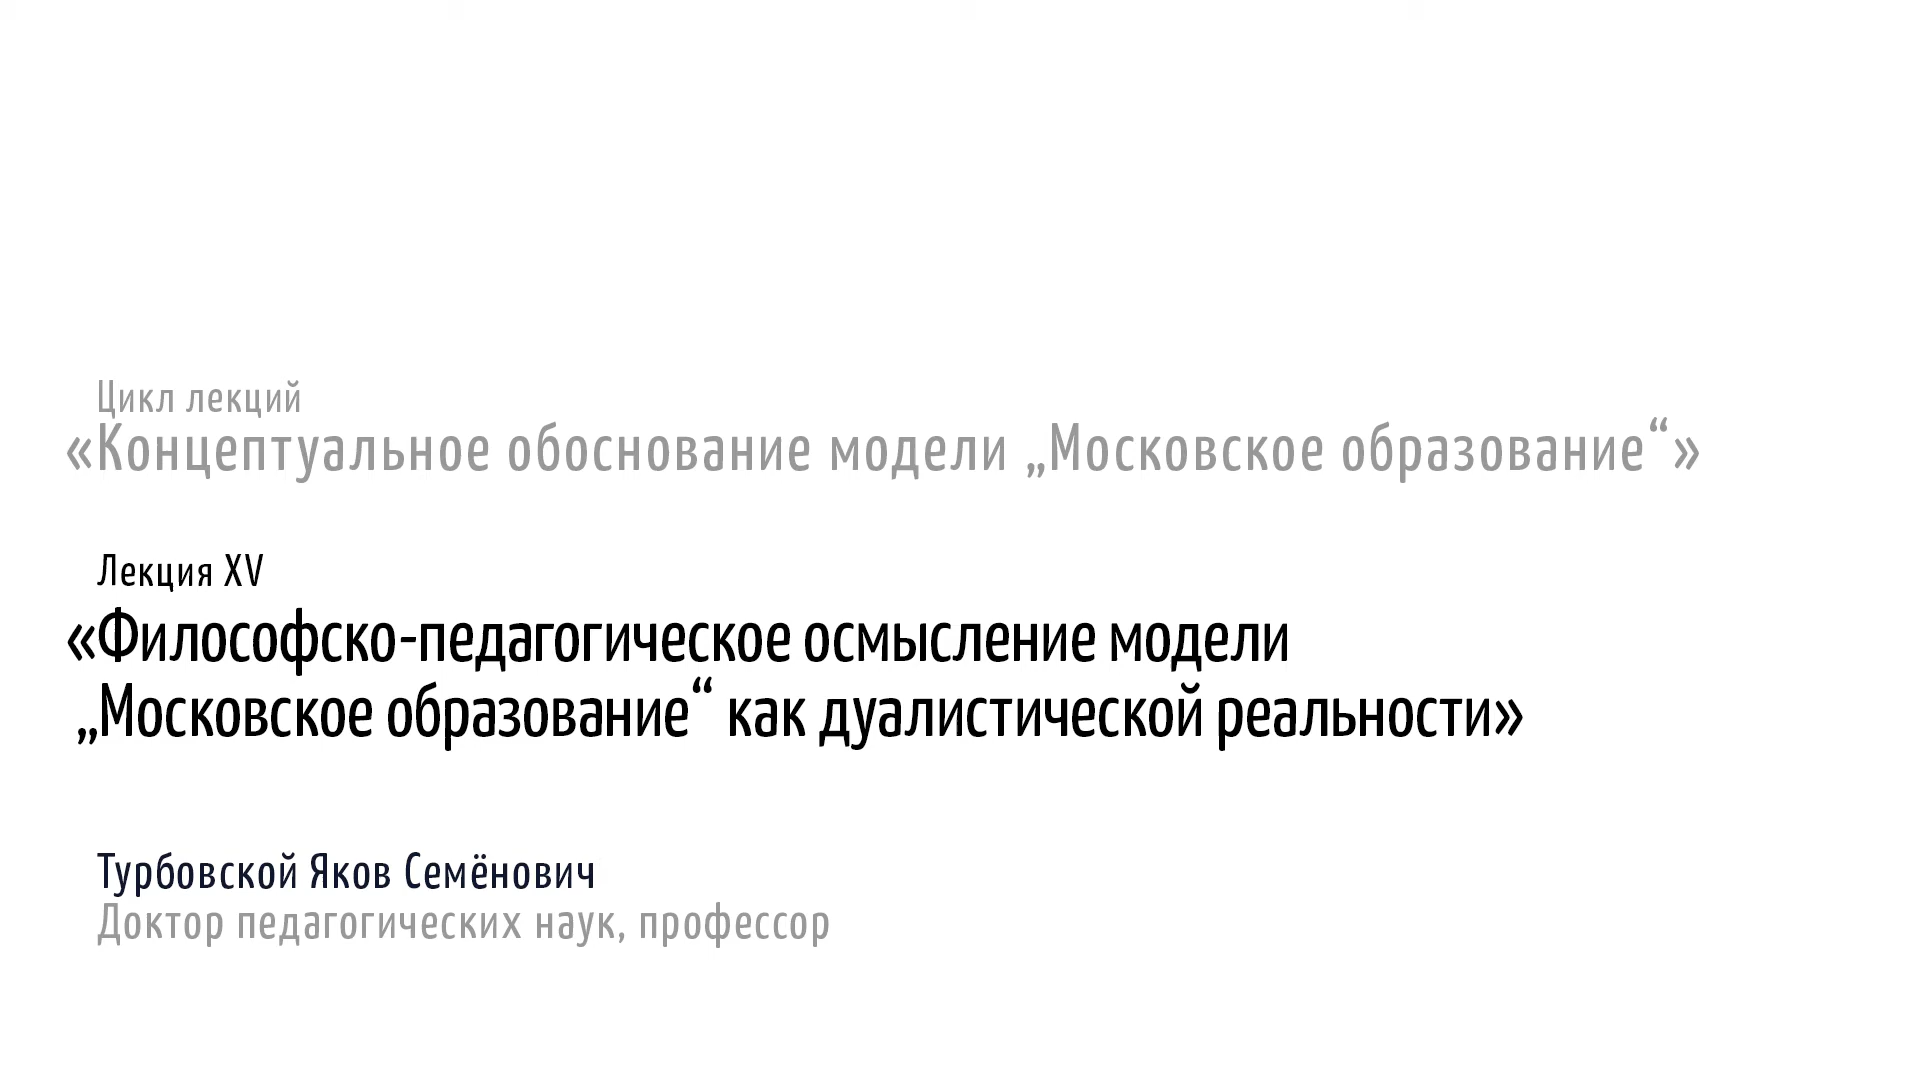 Цикл лекций
«Концептуальное обоснование модели „Московское образование“»
Лекция XV
«Философско-педагогическое осмысление модели
„Московское образование“ как дуалистической реальности»
Турбовской Яков Семёнович
Доктор педагогических наук, профессор